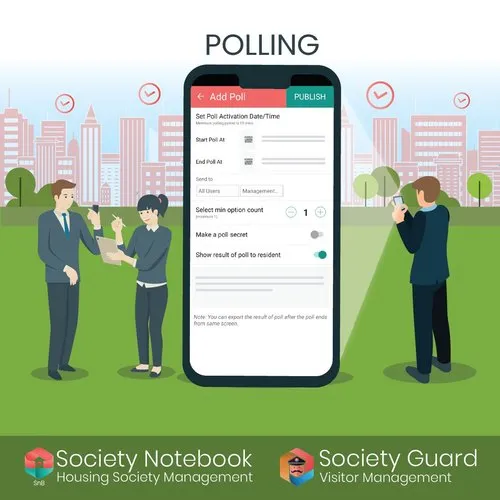 POLLING
← Add Poll
PUBLISH
Set Poll Activation Date/Time
Start Poll At
End Poll At
Send to
All Users
Management...
Select min option count
1
Make a poll secret
Show result of poll to resident
Note: You can export the result of poll after the poll ends
from same screen.
SnB
Society Notebook
Housing Society Management
Society Guard
Visitor Management